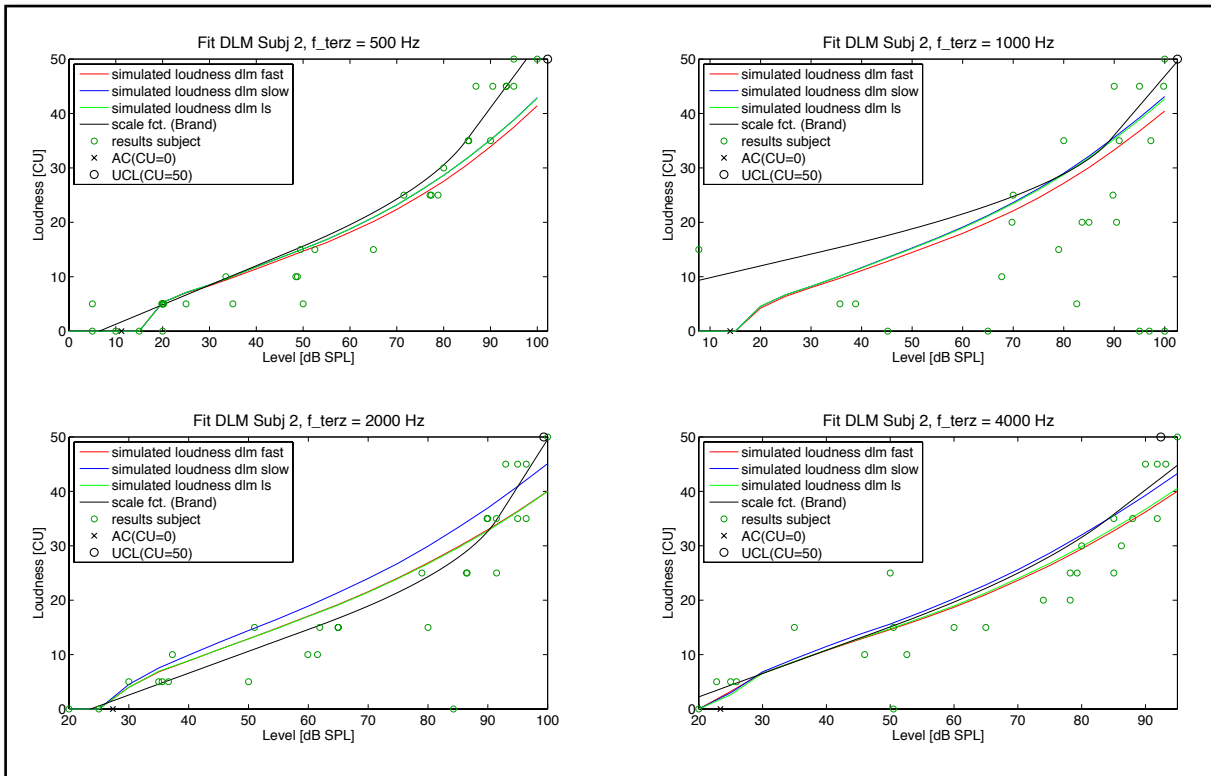 Fit DLM Subj 2, f_terz = 500 Hz
50
40
30
20
10
0
Loudness [CU]
simulated loudness dlm fast
simulated loudness dlm slow
simulated loudness dlm ls
scale fct. (Brand)
results subject
AC(CU=0)
UCL(CU=50)
0 10 20 30 40 50 60 70 80 90 100
Level [dB SPL]
Fit DLM Subj 2, f_terz = 1000 Hz
50
40
30
20
10
0
Loudness [CU]
simulated loudness dlm fast
simulated loudness dlm slow
simulated loudness dlm ls
scale fct. (Brand)
results subject
AC(CU=0)
UCL(CU=50)
10 20 30 40 50 60 70 80 90 100
Level [dB SPL]
Fit DLM Subj 2, f_terz = 2000 Hz
50
40
30
20
10
0
Loudness [CU]
simulated loudness dlm fast
simulated loudness dlm slow
simulated loudness dlm ls
scale fct. (Brand)
results subject
AC(CU=0)
UCL(CU=50)
20 30 40 50 60 70 80 90 100
Level [dB SPL]
Fit DLM Subj 2, f_terz = 4000 Hz
50
40
30
20
10
0
Loudness [CU]
simulated loudness dlm fast
simulated loudness dlm slow
simulated loudness dlm ls
scale fct. (Brand)
results subject
AC(CU=0)
UCL(CU=50)
20 30 40 50 60 70 80 90
Level [dB SPL]